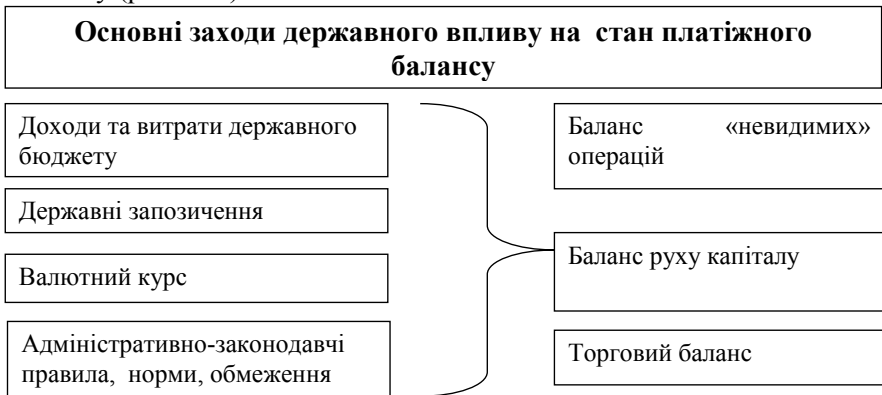 Основні заходи державного впливу на стан платіжного
балансу
Доходи та витрати державного
бюджету
Державні запозичення
Валютний курс
Адміністративно-законодавчі
правила, норми, обмеження
Баланс «невидимих»
операцій
Баланс руху капіталу
Торговий баланс